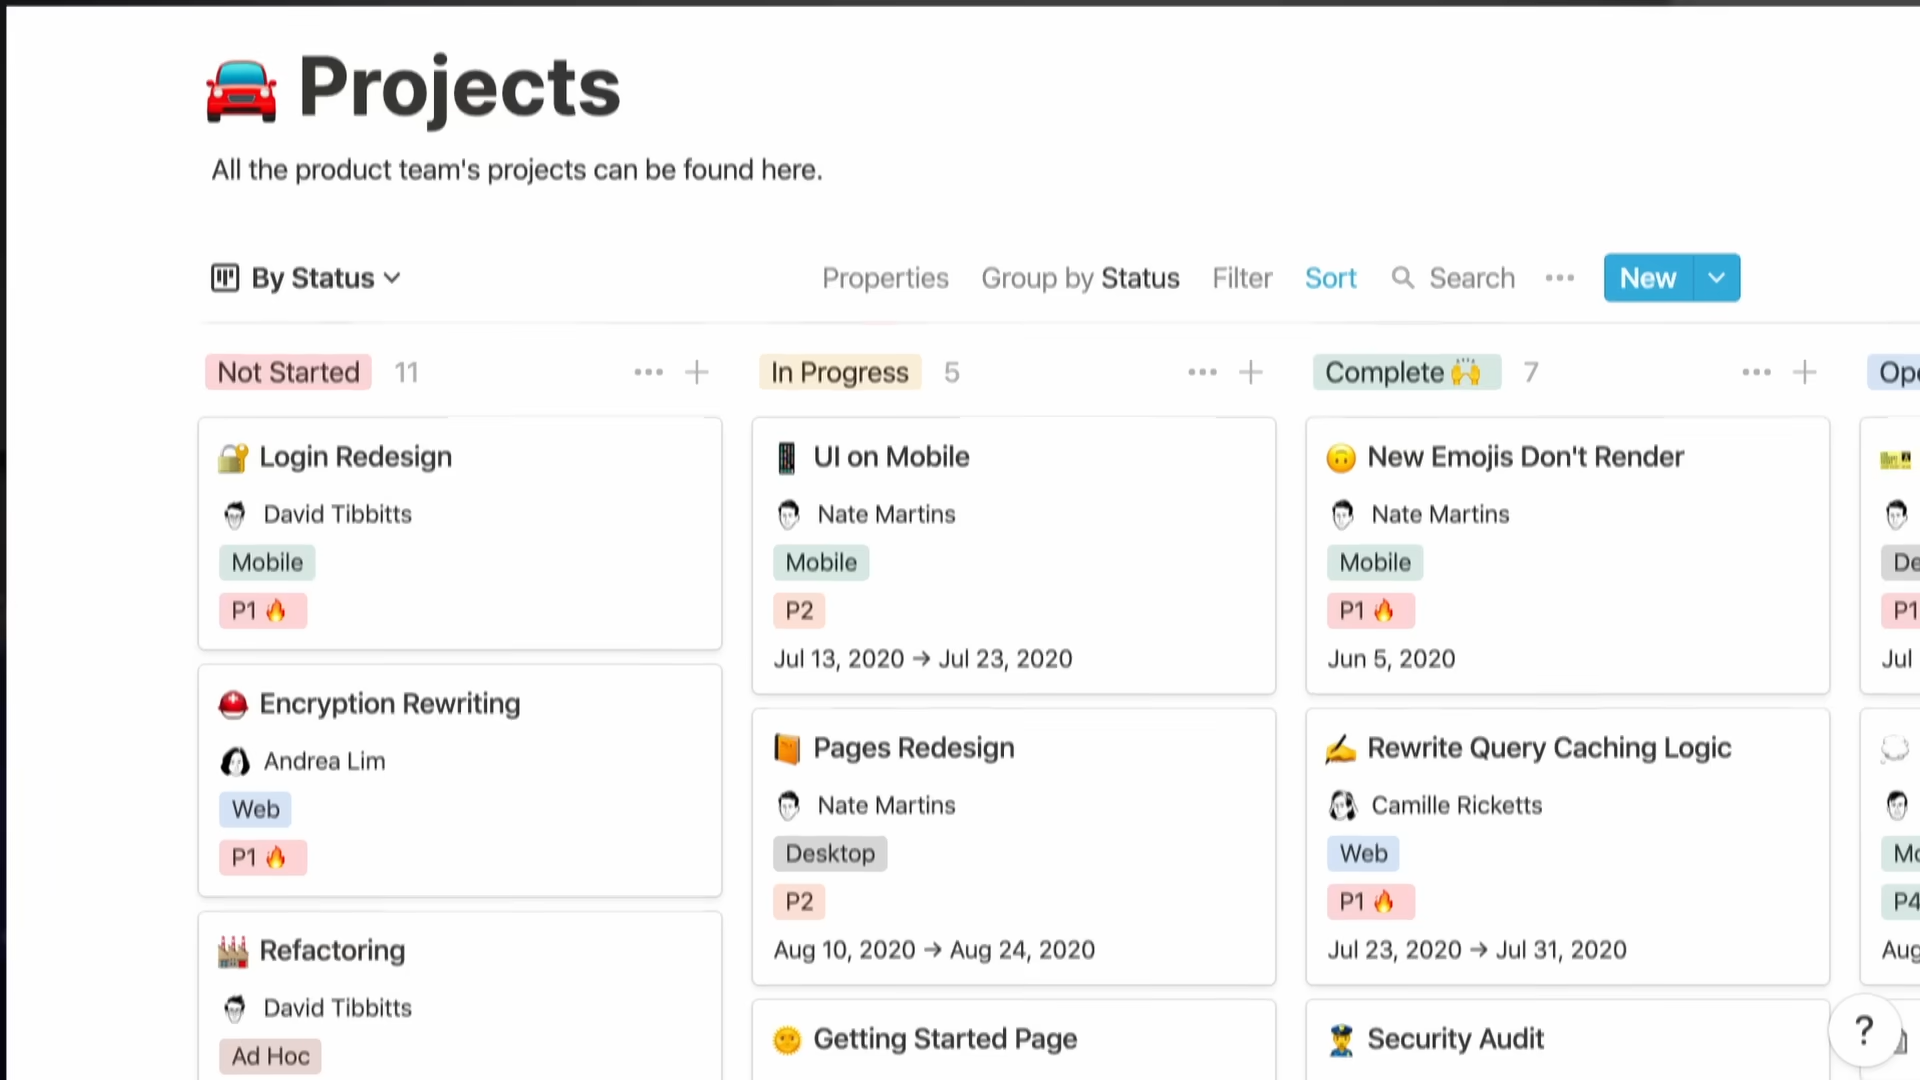 Projects
All the product team's projects can be found here.
By Status
Properties Group by Status Filter Sort Search ··· New
Not Started 11 ··· +
In Progress 5 ··· +
Complete 🙌 7 ··· +
Login Redesign
David Tibbitts
Mobile
P1 🔥
Encryption Rewriting
Andrea Lim
Web
P1 🔥
Refactoring
David Tibbitts
Ad Hoc
UI on Mobile
Nate Martins
Mobile
P2
Jul 13, 2020 → Jul 23, 2020
Pages Redesign
Nate Martins
Desktop
P2
Aug 10, 2020 → Aug 24, 2020
Getting Started Page
New Emojis Don't Render
Nate Martins
Mobile
P1 🔥
Jun 5, 2020
Rewrite Query Caching Logic
Camille Ricketts
Web
P1 🔥
Jul 23, 2020 → Jul 31, 2020
Security Audit
P1
Jul
P4
?